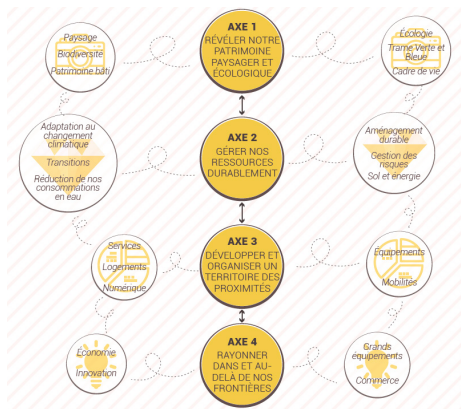 AXE 1
RÉVÉLER NOTRE
PATRIMOINE
PAYSAGER ET
ÉCOLOGIQUE
Paysage
Biodiversité
Patrimoine bâti
Écologie
Trame Verte et
Bleue
Cadre de vie
AXE 2
GÉRER NOS
RESSOURCES
DURABLEMENT
Adaptation au
changement
climatique
Transitions
Réduction de nos
consommations
en eau
Aménagement
durable
Gestion des
risques
Sol et énergie
AXE 3
DÉVELOPPER ET
ORGANISER UN
TERRITOIRE DES
PROXIMITÉS
Services
Logements
Numérique
Équipements
Mobilités
AXE 4
RAYONNER
DANS ET AU-
DELÀ DE NOS
FRONTIÈRES
Économie
Innovation
Grands
équipements
Commerce